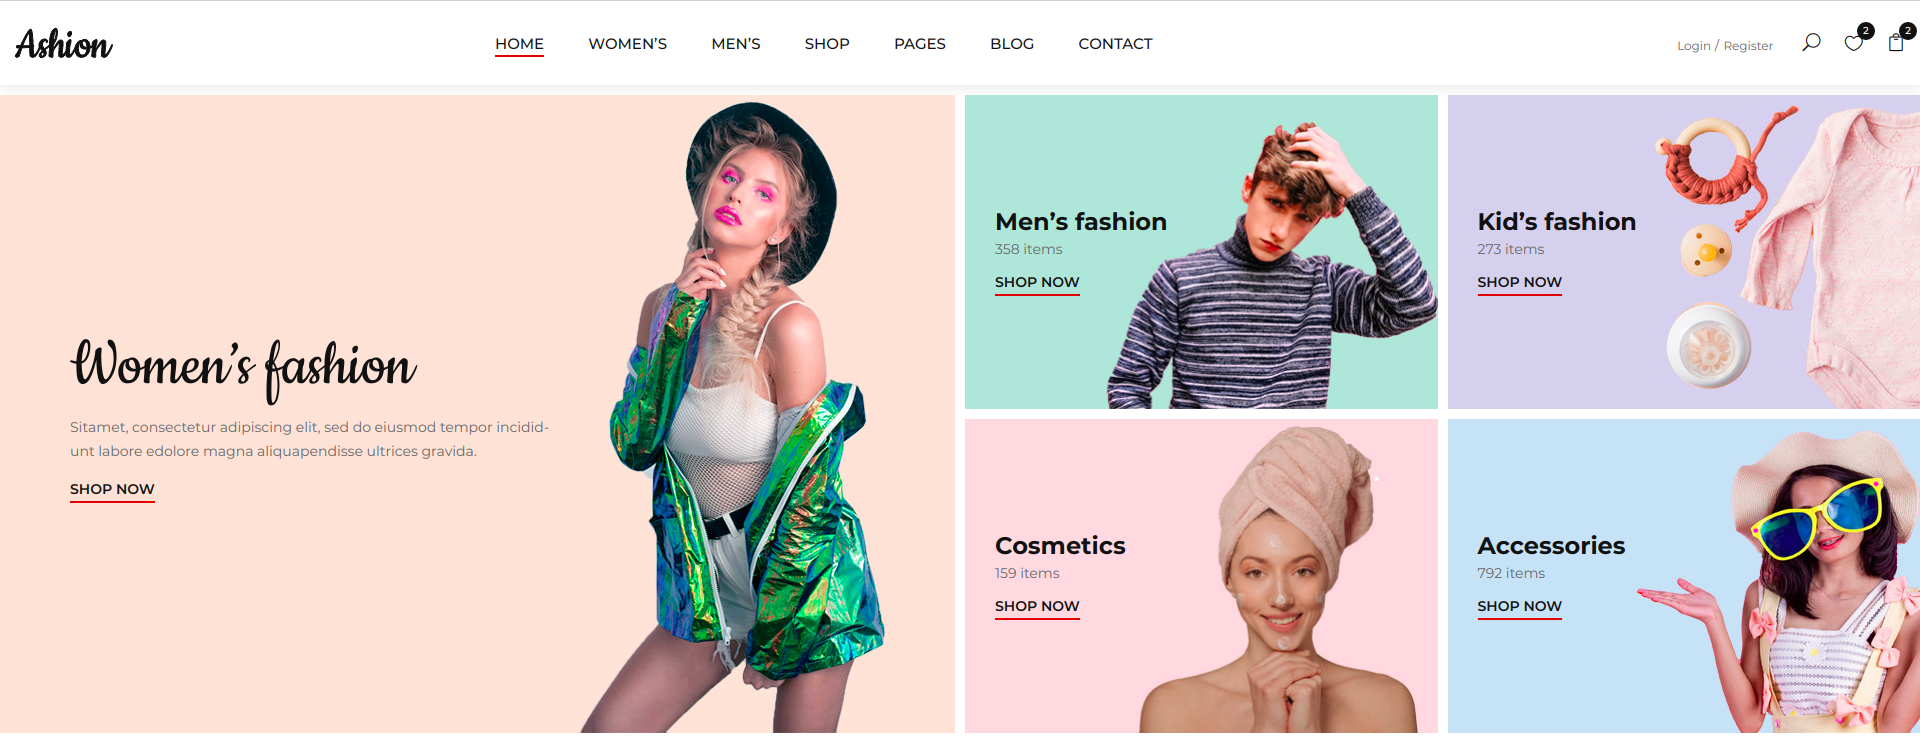 Ashion
HOME WOMEN'S MEN'S SHOP PAGES BLOG CONTACT
Login / Register
2
2
Women's fashion
Sitamet, consectetur adipiscing elit, sed do eiusmod tempor incidid-
unt labore edolore magna aliquapendisse ultrices gravida.
SHOP NOW
Men's fashion
358 items
SHOP NOW
Kid's fashion
273 items
SHOP NOW
Cosmetics
159 items
SHOP NOW
Accessories
792 items
SHOP NOW